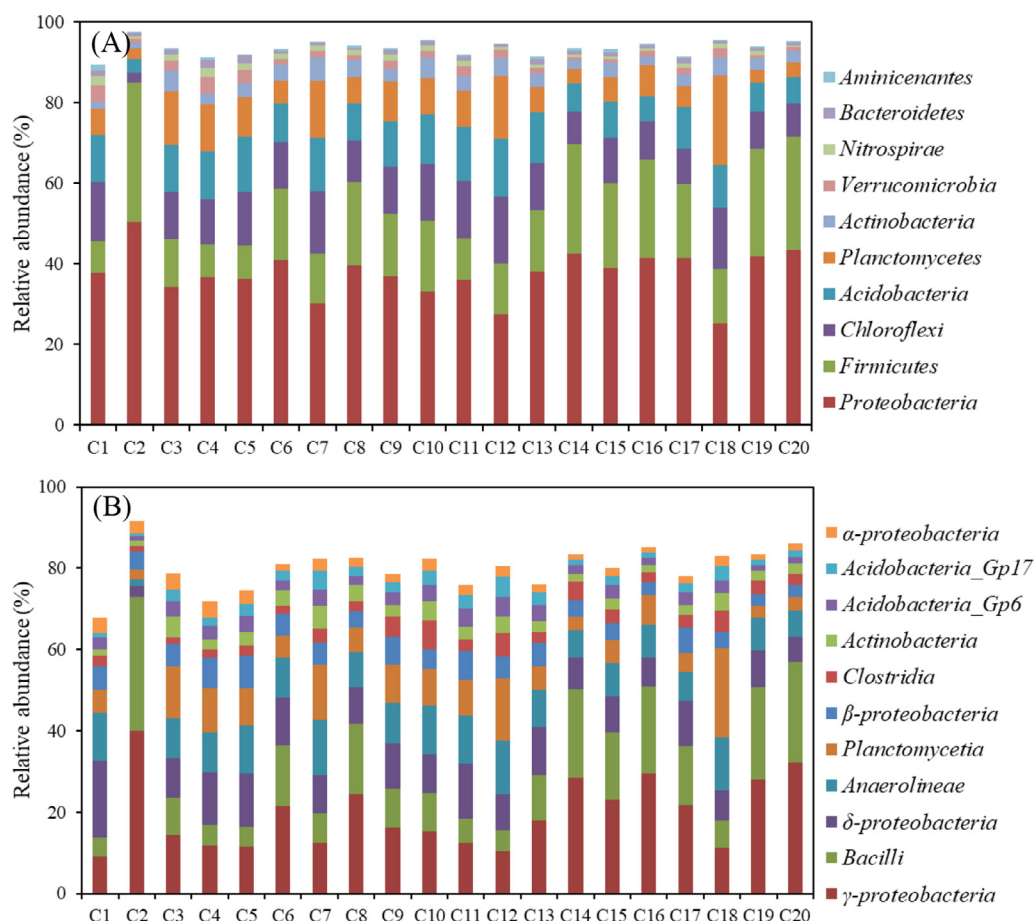 (A)
Relative abundance (%)
100
80
60
40
20
0
C1 C2 C3 C4 C5 C6 C7 C8 C9 C10 C11 C12 C13 C14 C15 C16 C17 C18 C19 C20
Aminicenantes
Bacteroidetes
Nitrospirae
Verrucomicrobia
Actinobacteria
Planctomycetes
Acidobacteria
Chloroflexi
Firmicutes
Proteobacteria
(B)
Relative abundance (%)
100
80
60
40
20
0
C1 C2 C3 C4 C5 C6 C7 C8 C9 C10 C11 C12 C13 C14 C15 C16 C17 C18 C19 C20
α-proteobacteria
Acidobacteria_Gp17
Acidobacteria_Gp6
Actinobacteria
Clostridia
β-proteobacteria
Planctomycetia
Anaerolineae
δ-proteobacteria
Bacilli
γ-proteobacteria